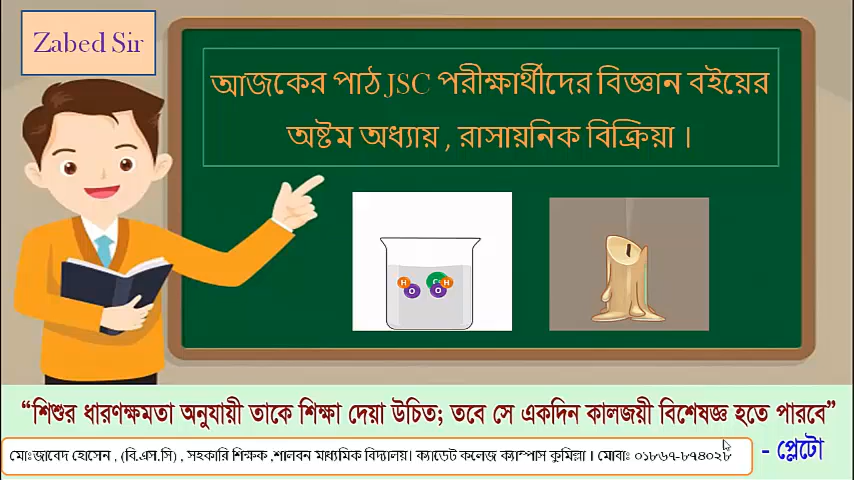 Zabed Sir
আজকের পাঠ JSC পরীক্ষার্থীদের বিজ্ঞান বইয়ের
অষ্টম অধ্যায় , রাসায়নিক বিক্রিয়া ।
H O H O
“শিশুর ধারণক্ষমতা অনুযায়ী তাকে শিক্ষা দেয়া উচিত; তবে সে একদিন কালজয়ী বিশেষজ্ঞ হতে পারবে”
- প্লেটো
মোঃজাবেদ হোসেন , (বি.এস.সি) , সহকারি শিক্ষক ,শালবন মাধ্যমিক বিদ্যালয়। ক্যাডেট কলেজ ক্যাম্পাস কুমিল্লা । মোবাঃ ০১৮৬৭-৮৭৪০২৮